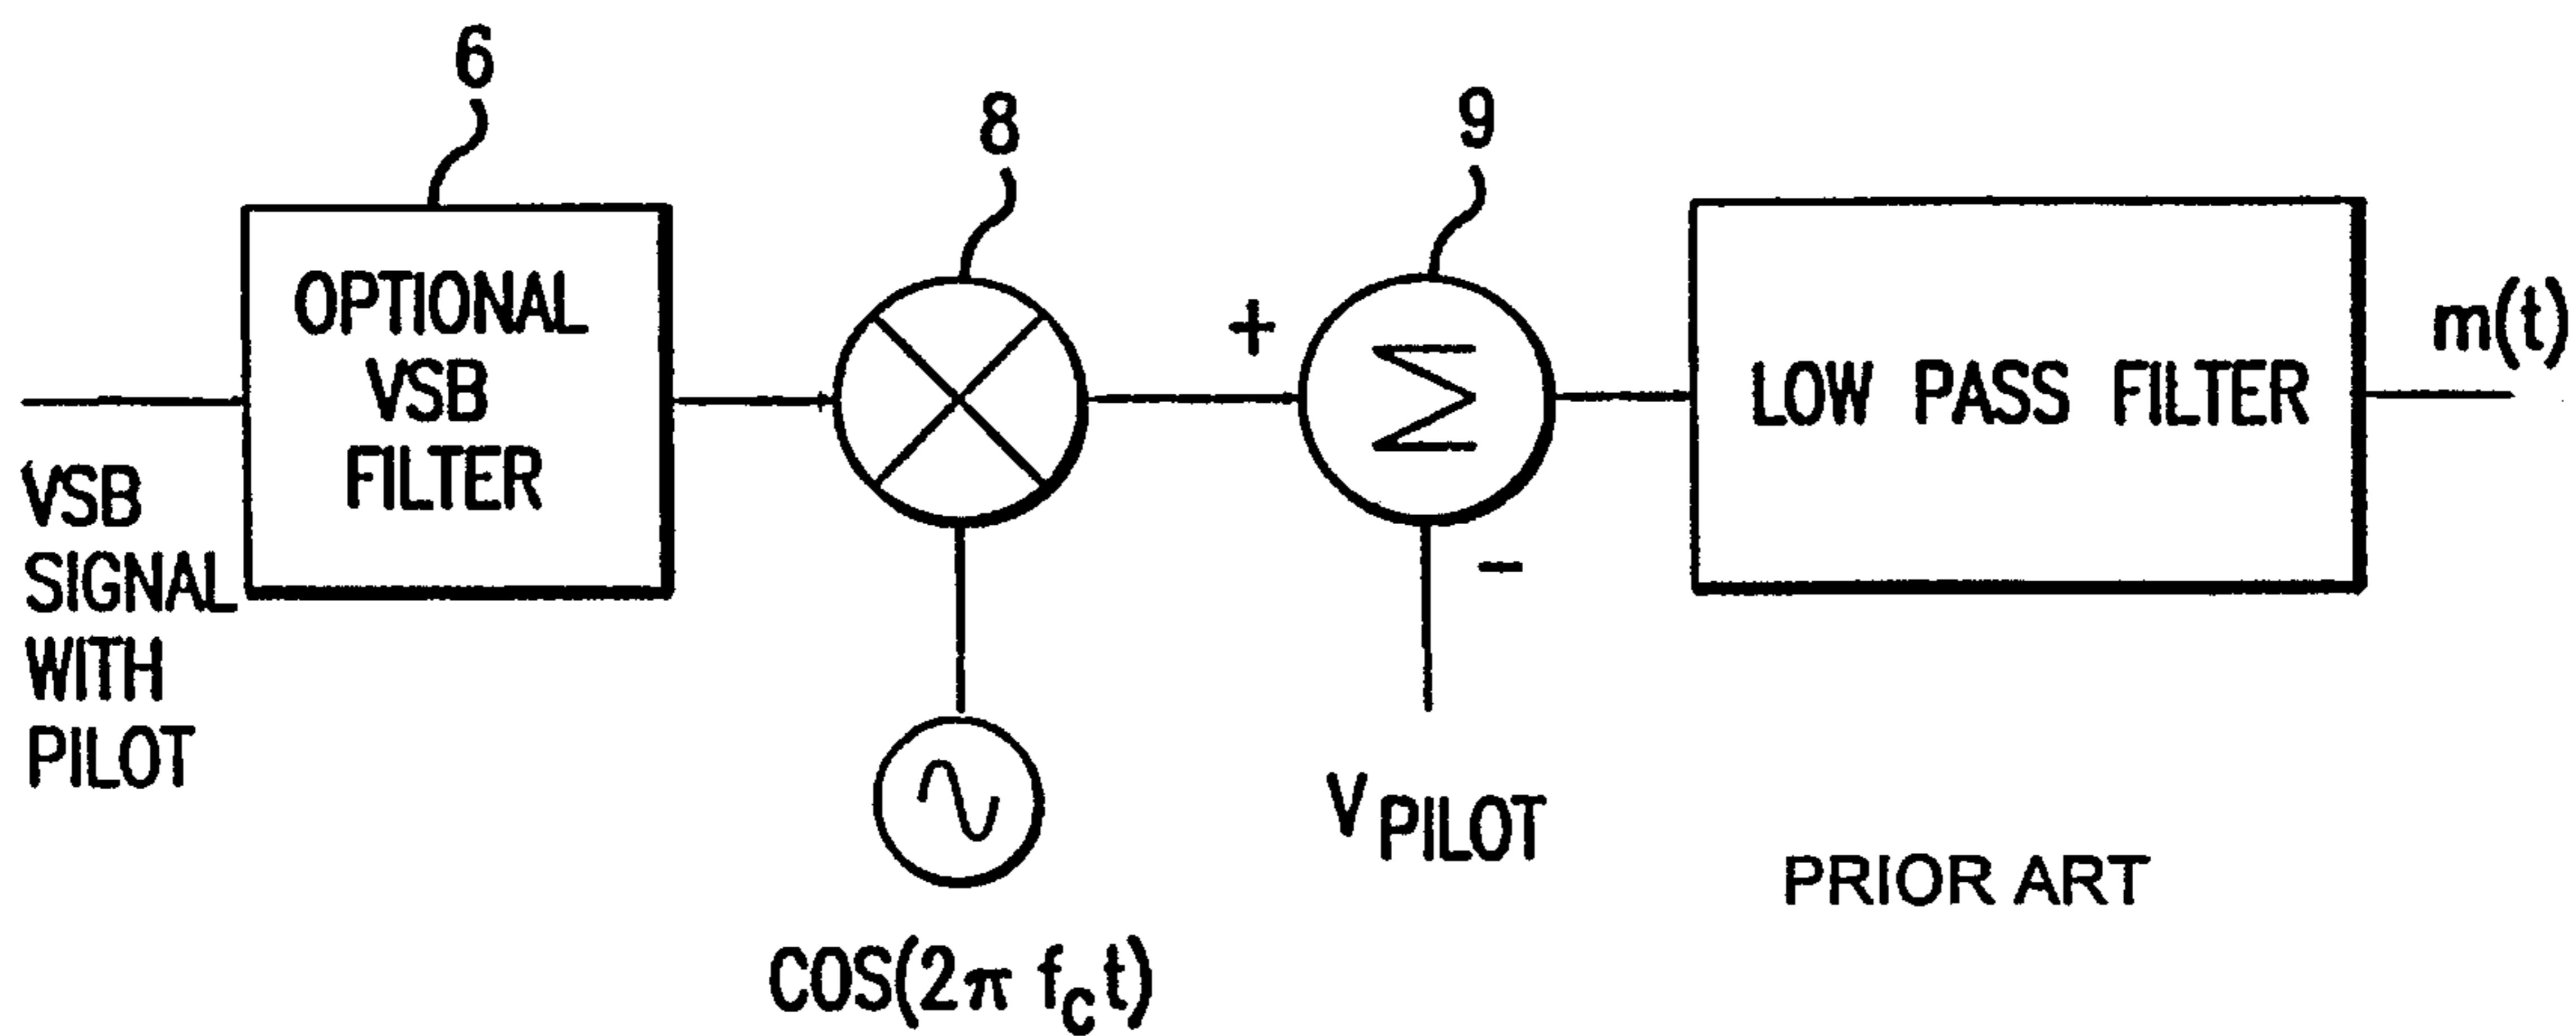 6
8
9
OPTIONAL
VSB
FILTER
+
Σ
LOW PASS FILTER
m(t)
VSB
SIGNAL
WITH
PILOT
-
V PILOT
PRIOR ART
COS(2π fct)